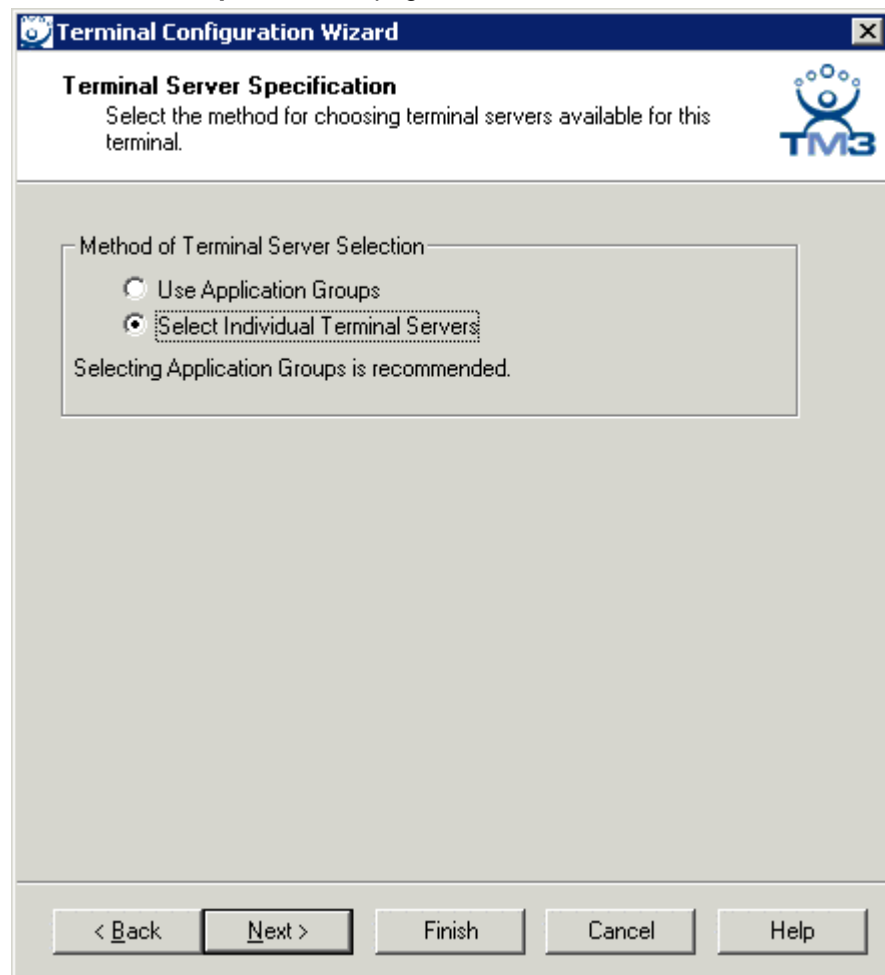 Terminal Configuration Wizard
Terminal Server Specification
Select the method for choosing terminal servers available for this
terminal.
TM3
Method of Terminal Server Selection
Use Application Groups
Select Individual Terminal Servers
Selecting Application Groups is recommended.
< Back Next > Finish Cancel Help